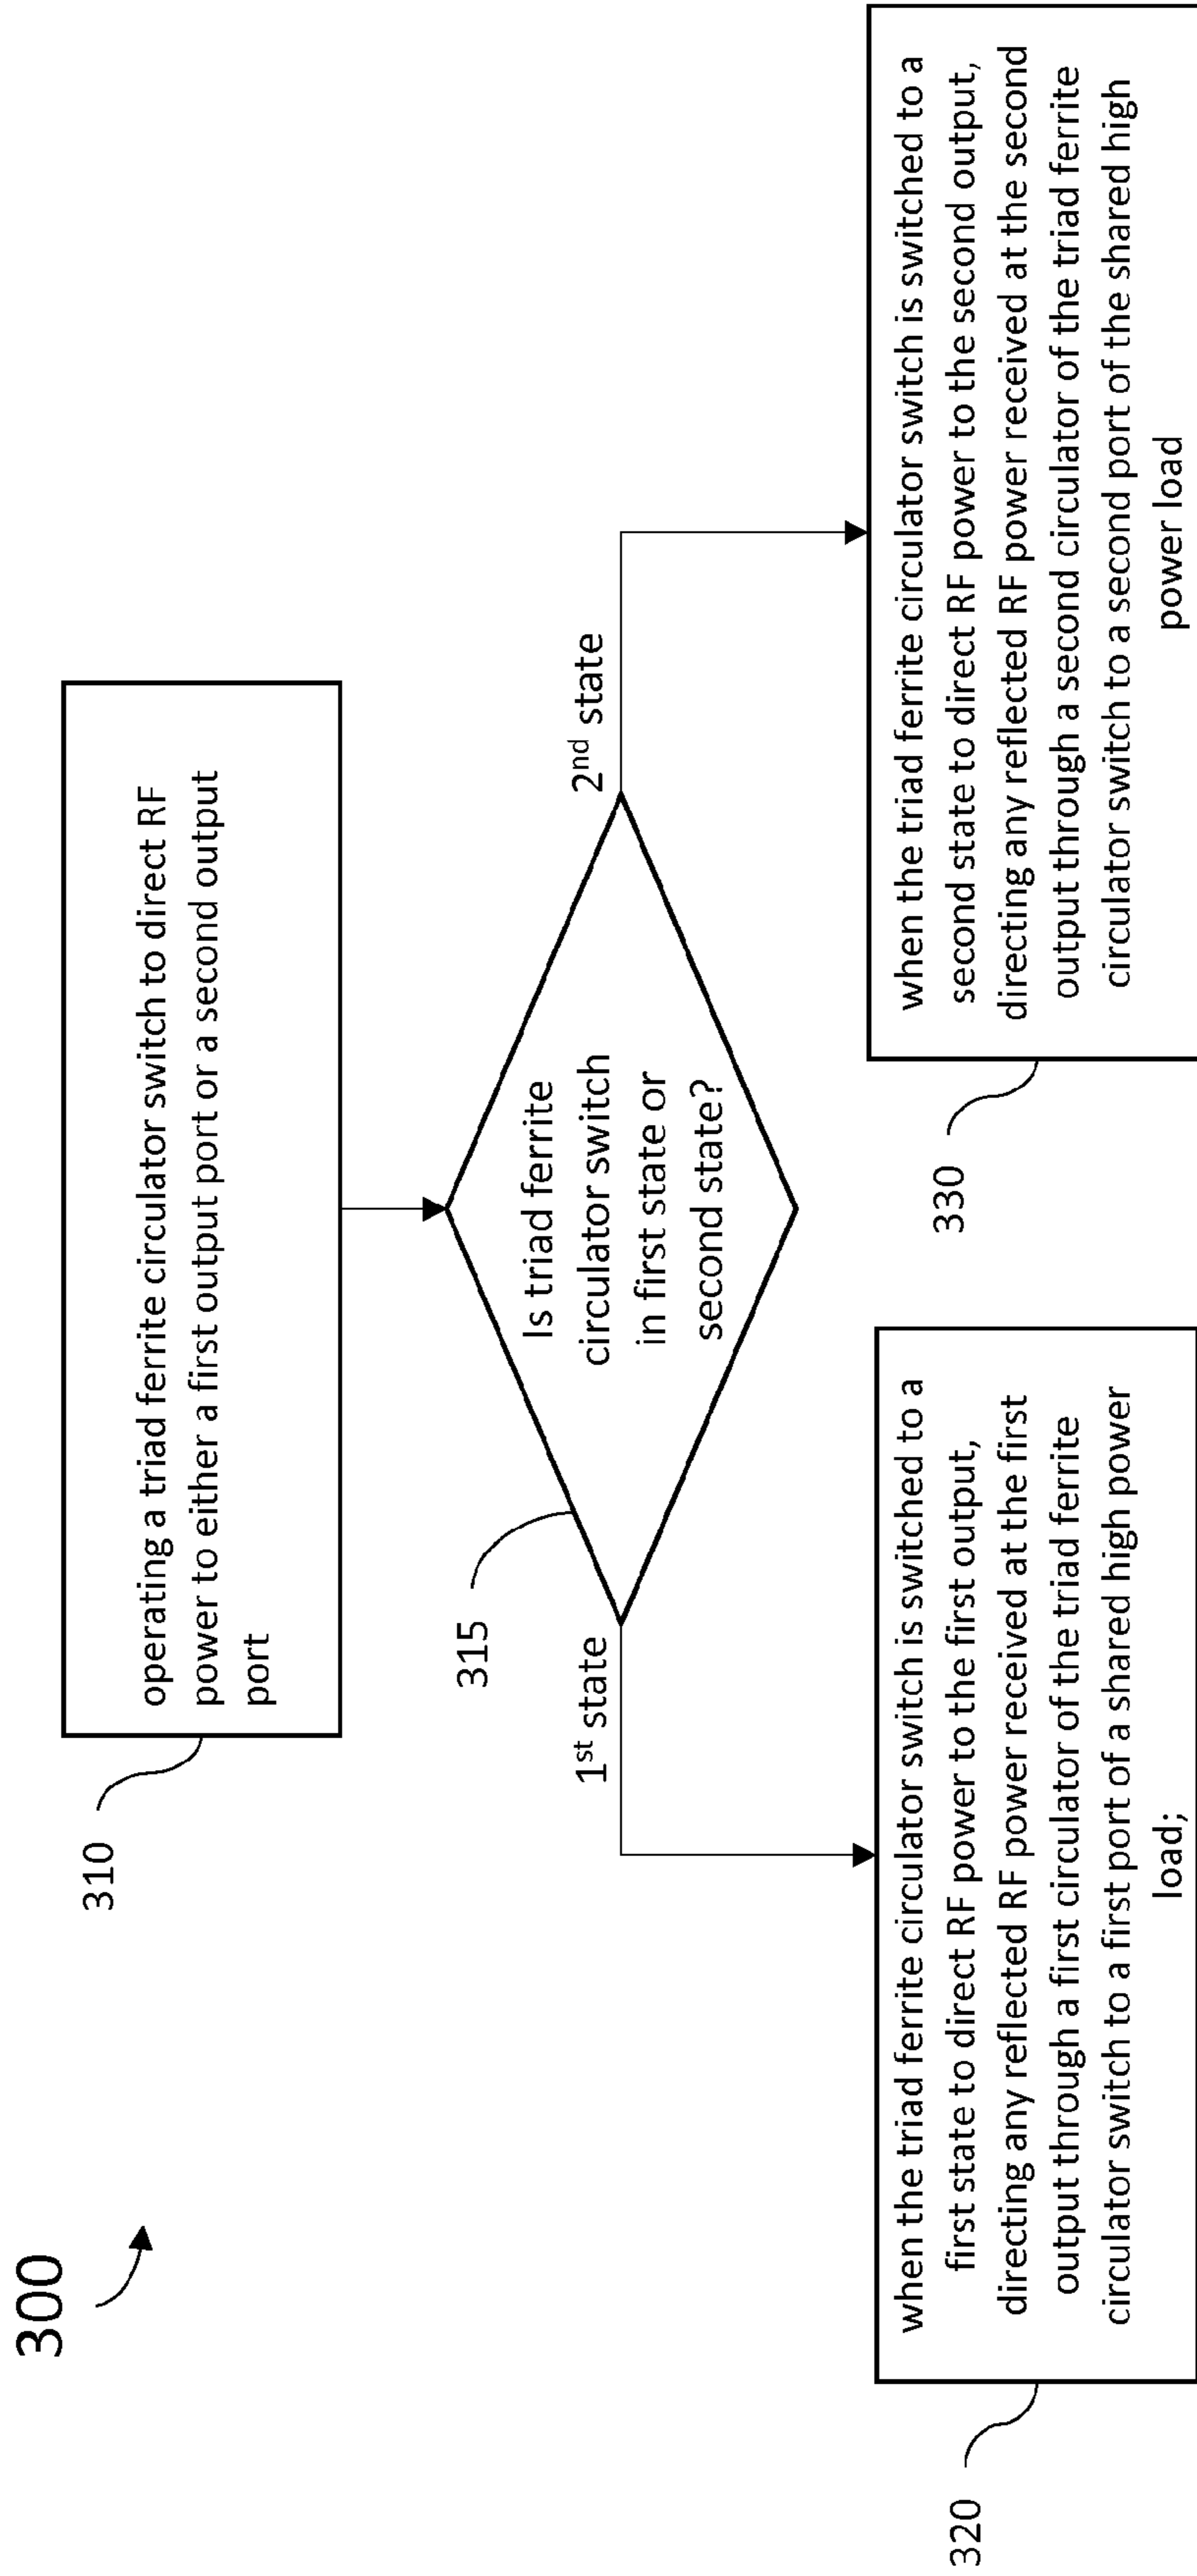 300
310
operating a triad ferrite circulator switch to direct RF
power to either a first output port or a second output
port
315
Is triad ferrite
circulator switch
in first state or
second state?
1st state
2nd state
320
when the triad ferrite circulator switch is switched to a
first state to direct RF power to the first output,
directing any reflected RF power received at the first
output through a first circulator of the triad ferrite
circulator switch to a first port of a shared high power
load;
330
when the triad ferrite circulator switch is switched to a
second state to direct RF power to the second output,
directing any reflected RF power received at the second
output through a second circulator of the triad ferrite
circulator switch to a second port of the shared high
power load